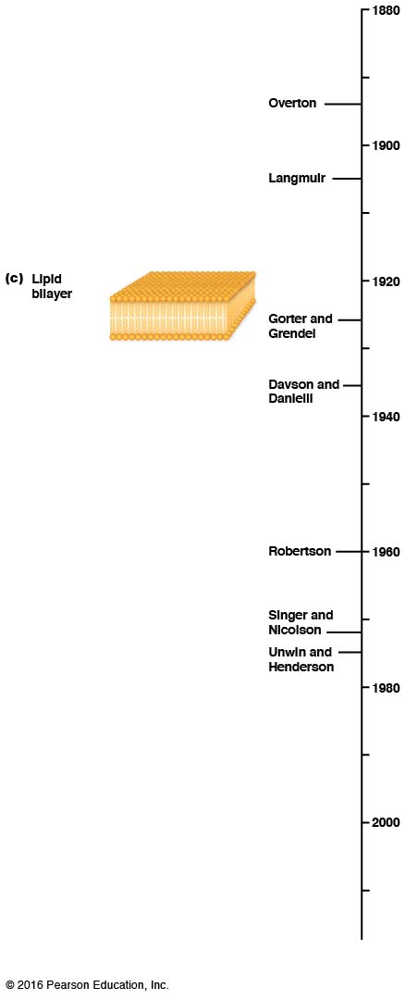 1880
Overton
1900
Langmuir
(c) Lipid
bilayer
1920
Gorter and
Grendel
Davson and
Danielli
1940
Robertson
1960
Singer and
Nicolson
Unwin and
Henderson
1980
2000
© 2016 Pearson Education, Inc.